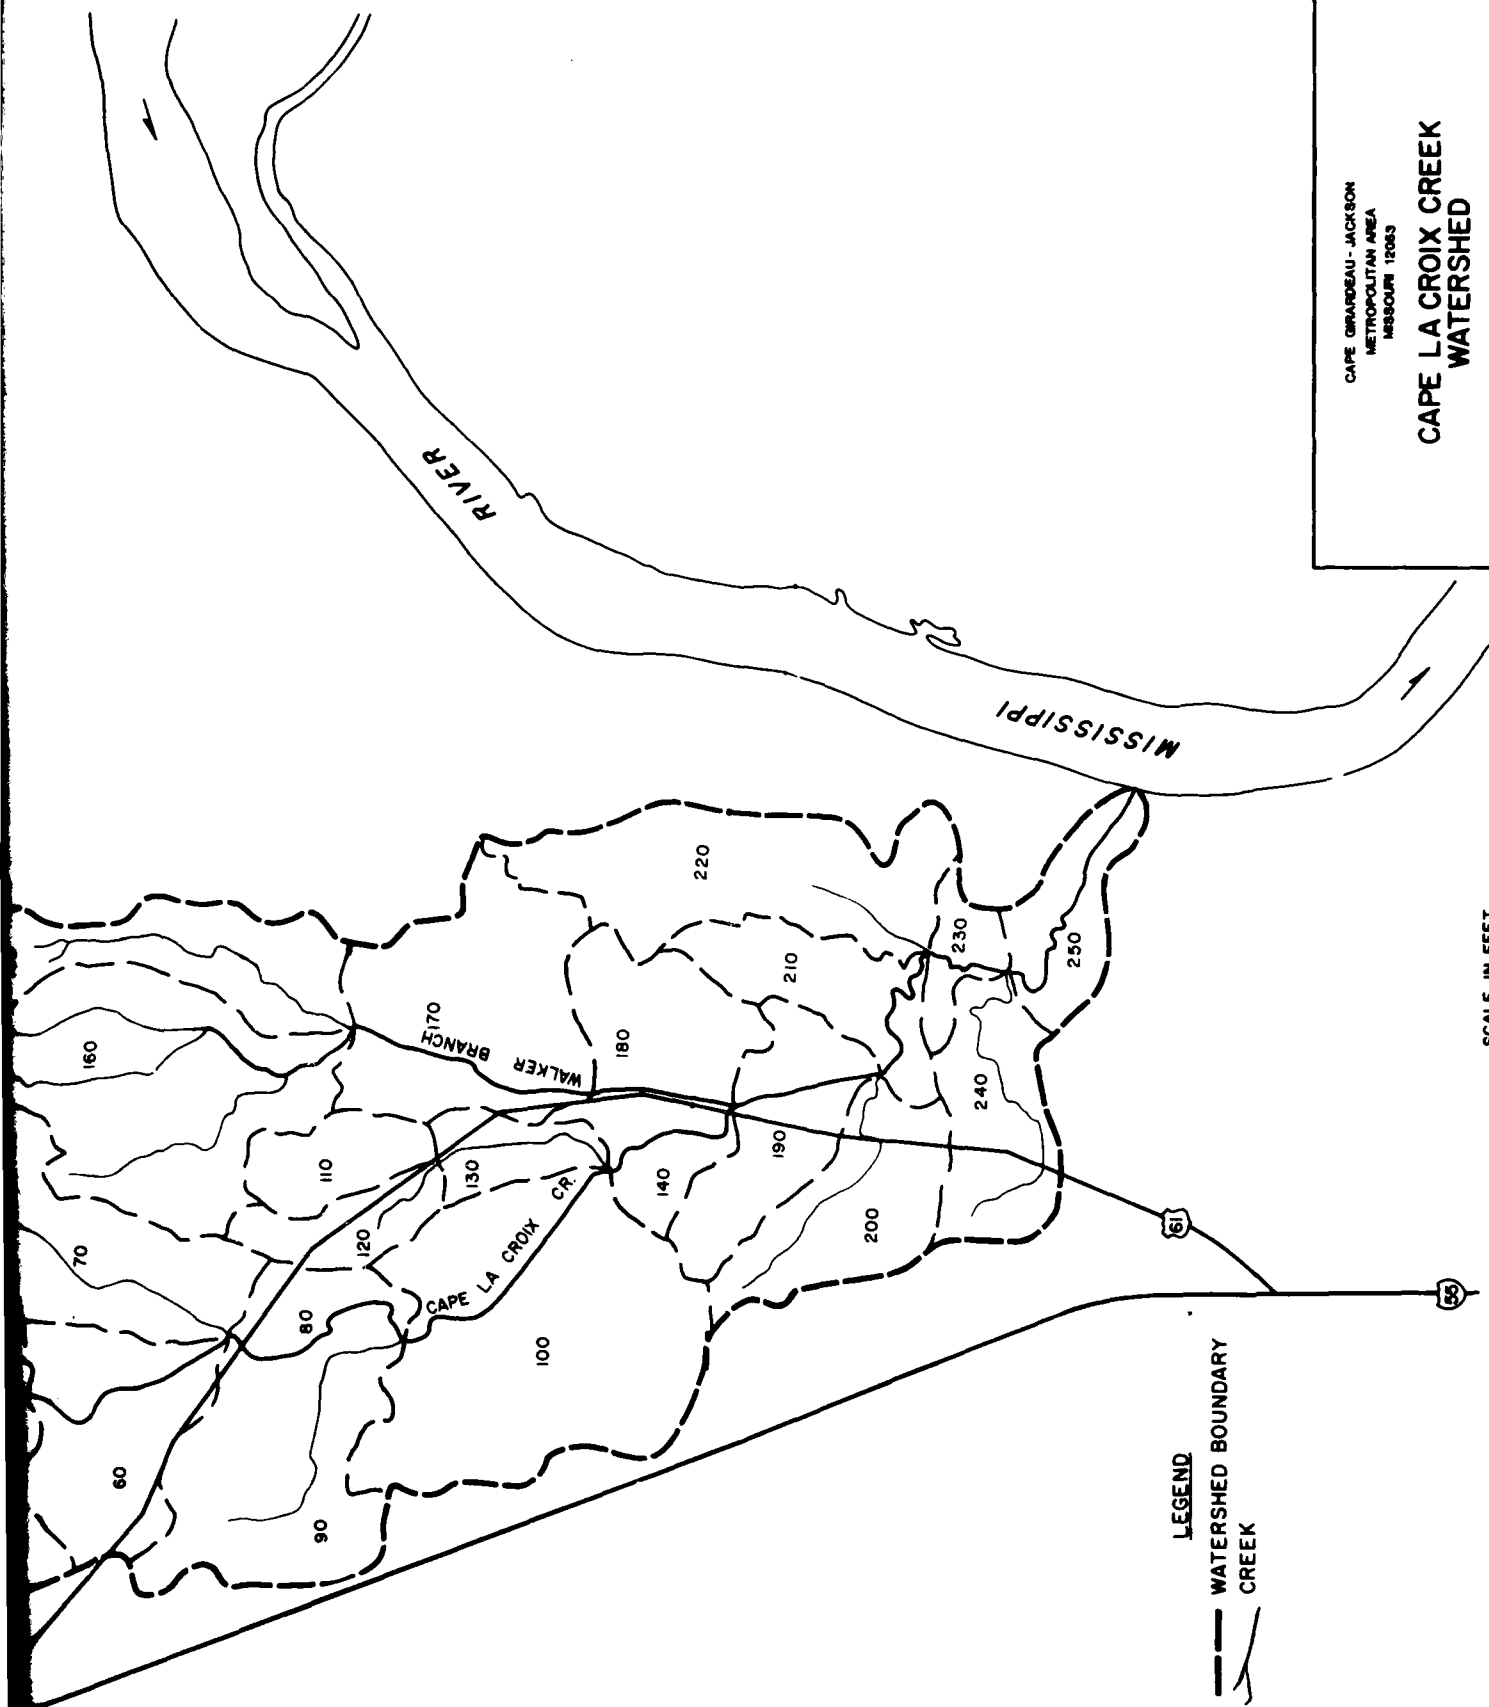 RIVER
MISSISSIPPI
160
170
WALKER BRANCH
180
220
210
230
250
240
190
200
140
130
110
120
70
80
60
90
100
CAPE LA CROIX CR.
61
55
LEGEND
WATERSHED BOUNDARY
CREEK
SCALE IN FEET
CAPE GIRARDEAU - JACKSON
METROPOLITAN AREA
MISSOURI 12063
CAPE LA CROIX CREEK
WATERSHED